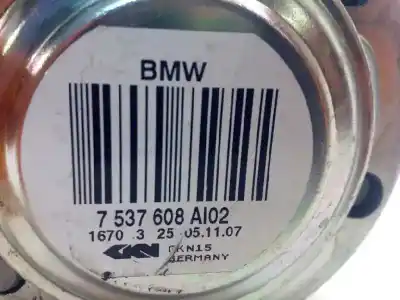 BMW
7 537 608 AI02
1670 3 25 05.11.07
GKN
GERMANY